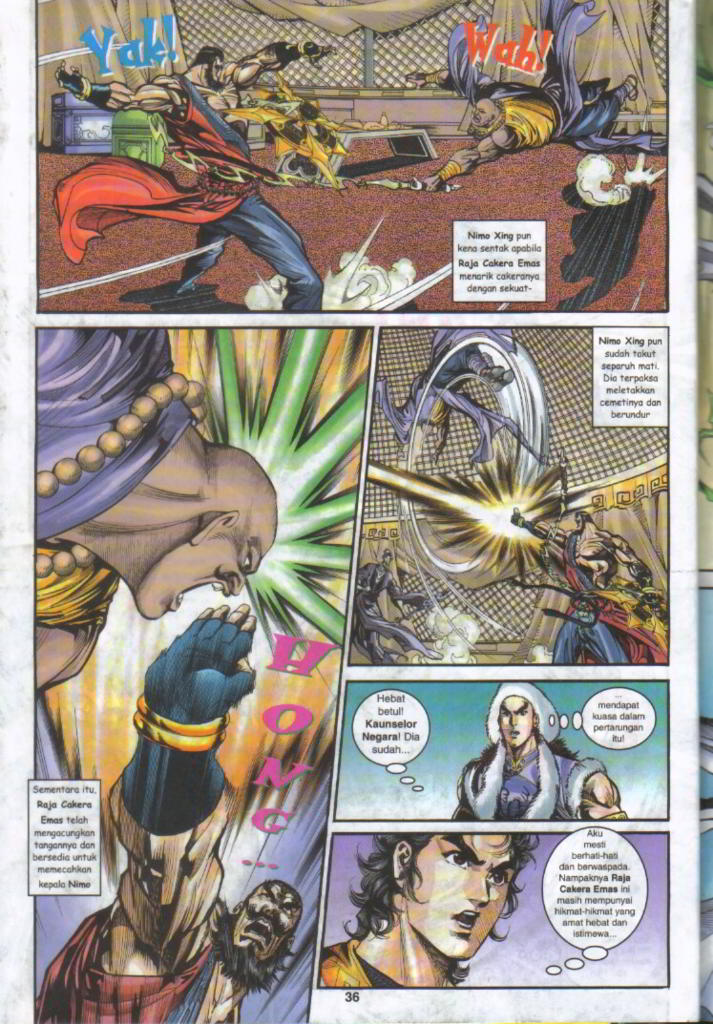 Yak!
Wah!
Nimo Xing pun
kena sentak apabila
Raja Cakera Emas
menarik cakeranya
dengan sekuat-
Nimo Xing pun
sudah takut
separuh mati.
Dia terpaksa
meletakkan
cemetinya dan
berundur
HONG
...
Sementara itu,
Raja Cakera
Emas telah
mengacungkan
tangannya dan
bersedia untuk
memecahkan
kepala Nimo
Hebat
betul!
Kaunselor
Negara! Dia
sudah...
...
mendapat
kuasa dalam
pertarungan
itu!
Aku
mesti
berhati-hati
dan berwaspada.
Nampaknya Raja
Cakera Emas ini
masih mempunyai
hikmat-hikmat yang
amat hebat dan
istimewa...
36